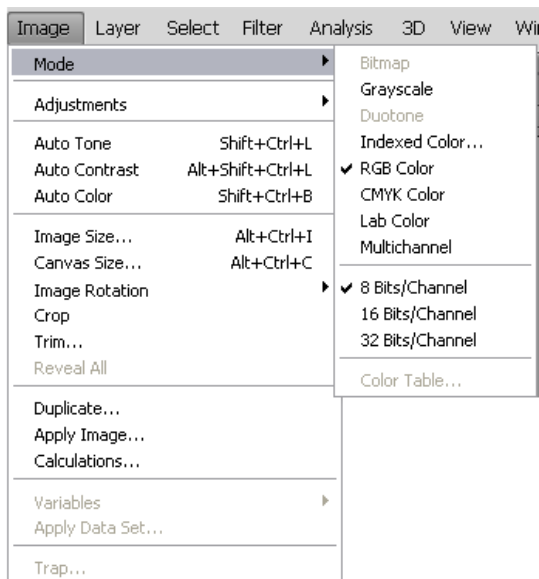 Image Layer Select Filter Analysis 3D View
Mode
Adjustments
Auto Tone Shift+Ctrl+L
Auto Contrast Alt+Shift+Ctrl+L
Auto Color Shift+Ctrl+B
Image Size... Alt+Ctrl+I
Canvas Size... Alt+Ctrl+C
Image Rotation
Crop
Trim...
Reveal All
Duplicate...
Apply Image...
Calculations...
Variables
Apply Data Set...
Trap...
Bitmap
Grayscale
Duotone
Indexed Color...
RGB Color
CMYK Color
Lab Color
Multichannel
8 Bits/Channel
16 Bits/Channel
32 Bits/Channel
Color Table...